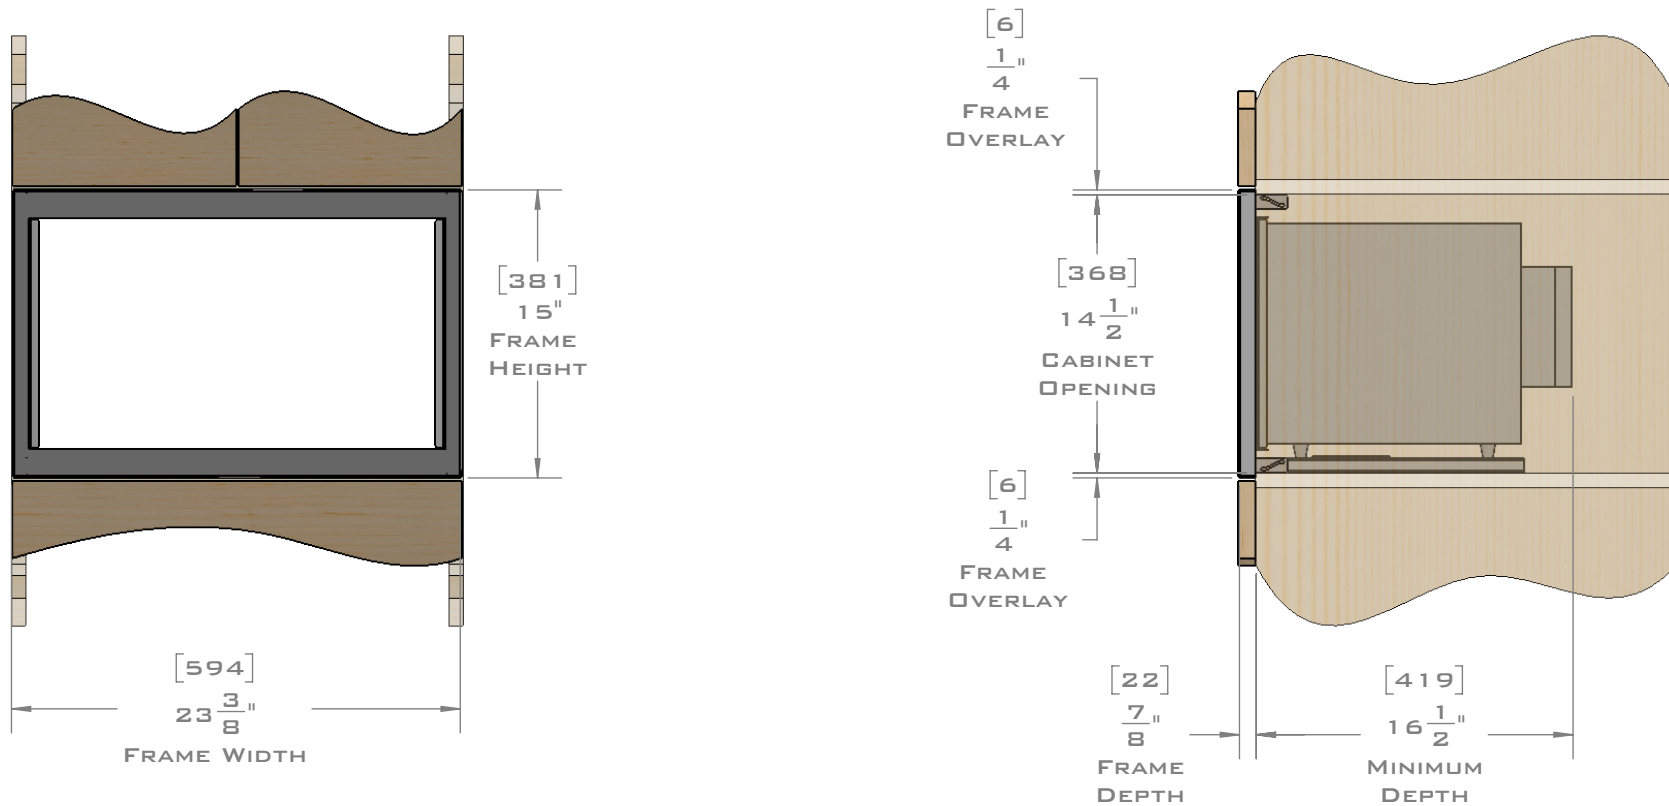 [381]
15"
FRAME
HEIGHT
[594]
23 3/8"
FRAME WIDTH
[6]
1/4"
FRAME
OVERLAY
[368]
14 1/2"
CABINET
OPENING
[6]
1/4"
FRAME
OVERLAY
[22]
7/8"
FRAME
DEPTH
[419]
16 1/2"
MINIMUM
DEPTH